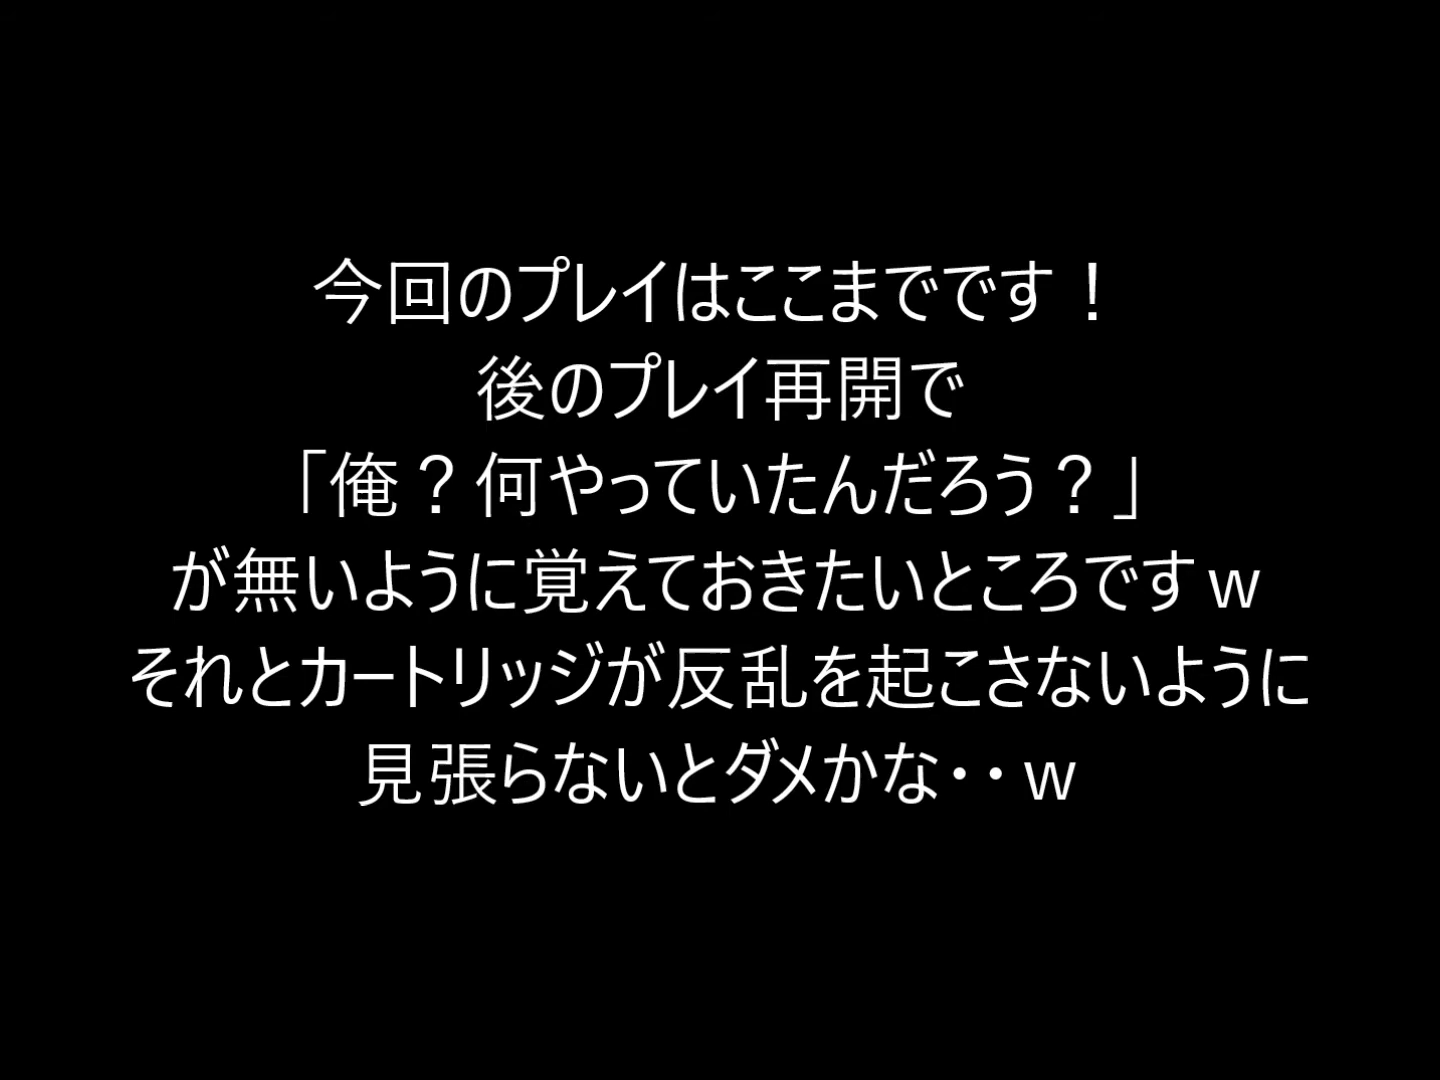 今回のプレイはここまでです！
後のプレイ再開で
「俺？何やっていたんだろう？」
が無いように覚えておきたいところですｗ
それとカートリッジが反乱を起こさないように
見張らないとダメかな・・ｗ